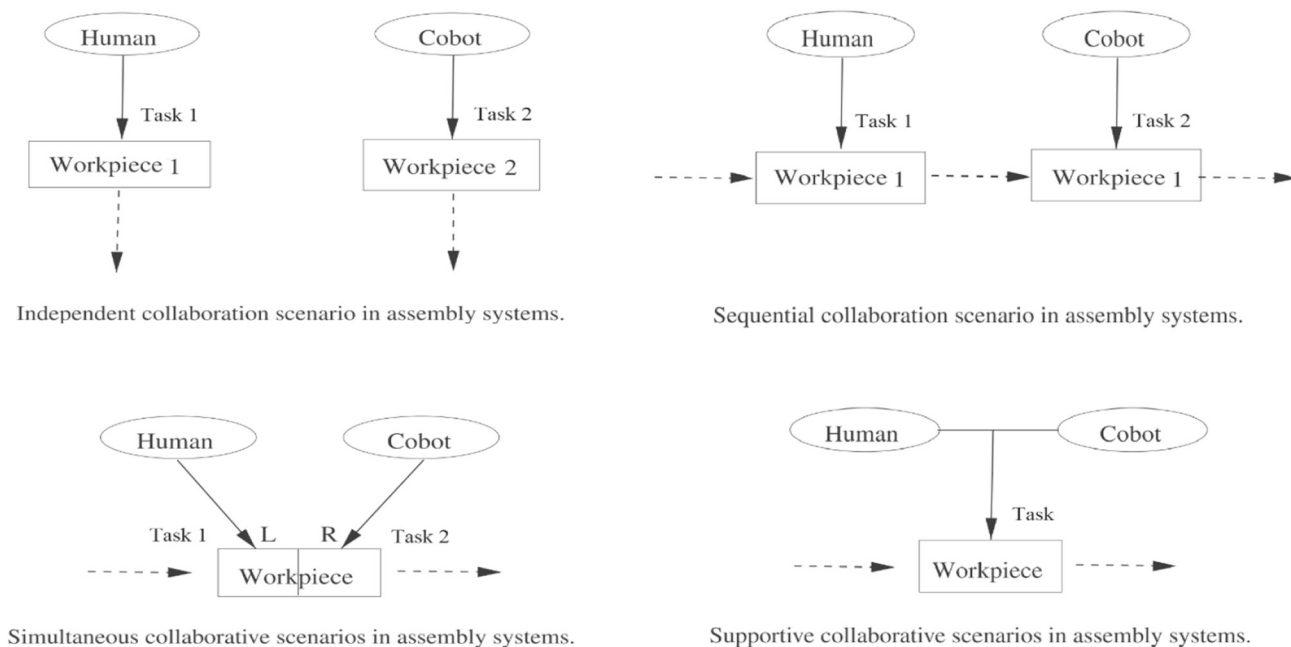 Human
Cobot
Task 1
Task 2
Workpiece 1
Workpiece 2
Independent collaboration scenario in assembly systems.
Human
Cobot
Task 1
Task 2
Workpiece 1
Workpiece 1
Sequential collaboration scenario in assembly systems.
Human
Cobot
Task 1
L
R
Task 2
Workpiece
Simultaneous collaborative scenarios in assembly systems.
Human
Cobot
Task
Workpiece
Supportive collaborative scenarios in assembly systems.